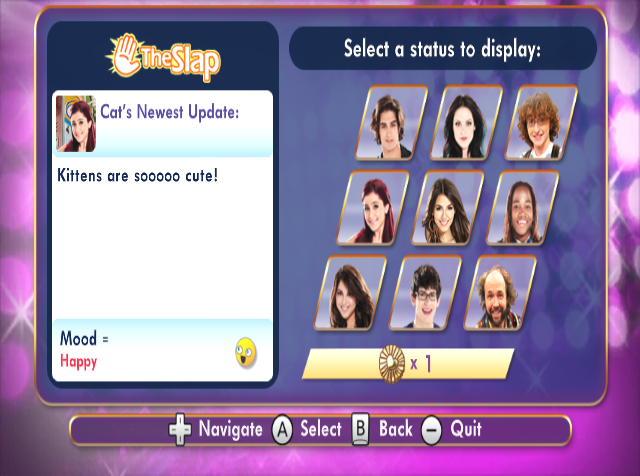 TheSlap
Select a status to display:
Cat's Newest Update:
Kittens are sooooo cute!
Mood =
Happy
x 1
Navigate A Select B Back − Quit